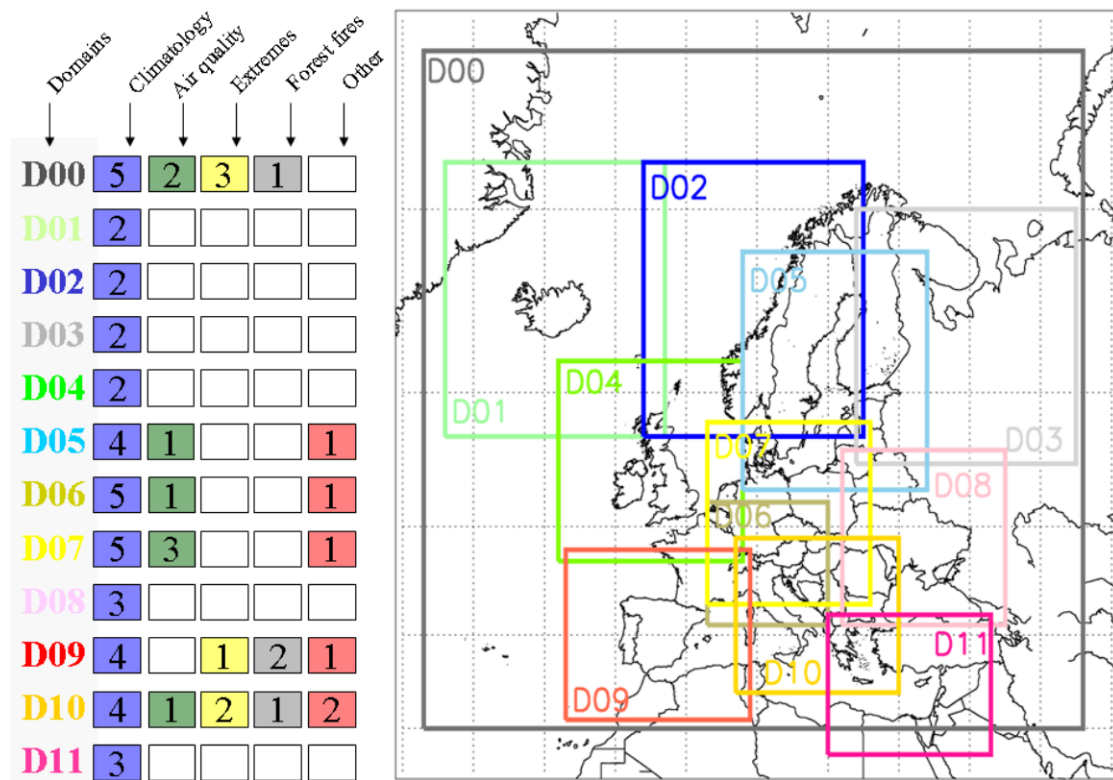 Domains
Climatology
Air quality
Extremes
Forest fires
Other
D00 5 2 3 1
D01 2
D02 2
D03 2
D04 2
D05 4 1 1
D06 5 1 1
D07 5 3 1
D08 3
D09 4 1 2 1
D10 4 1 2 1 2
D11 3
D00
D02
D05
D04
D01
D07
D03
D08
D06
D11
D10
D09